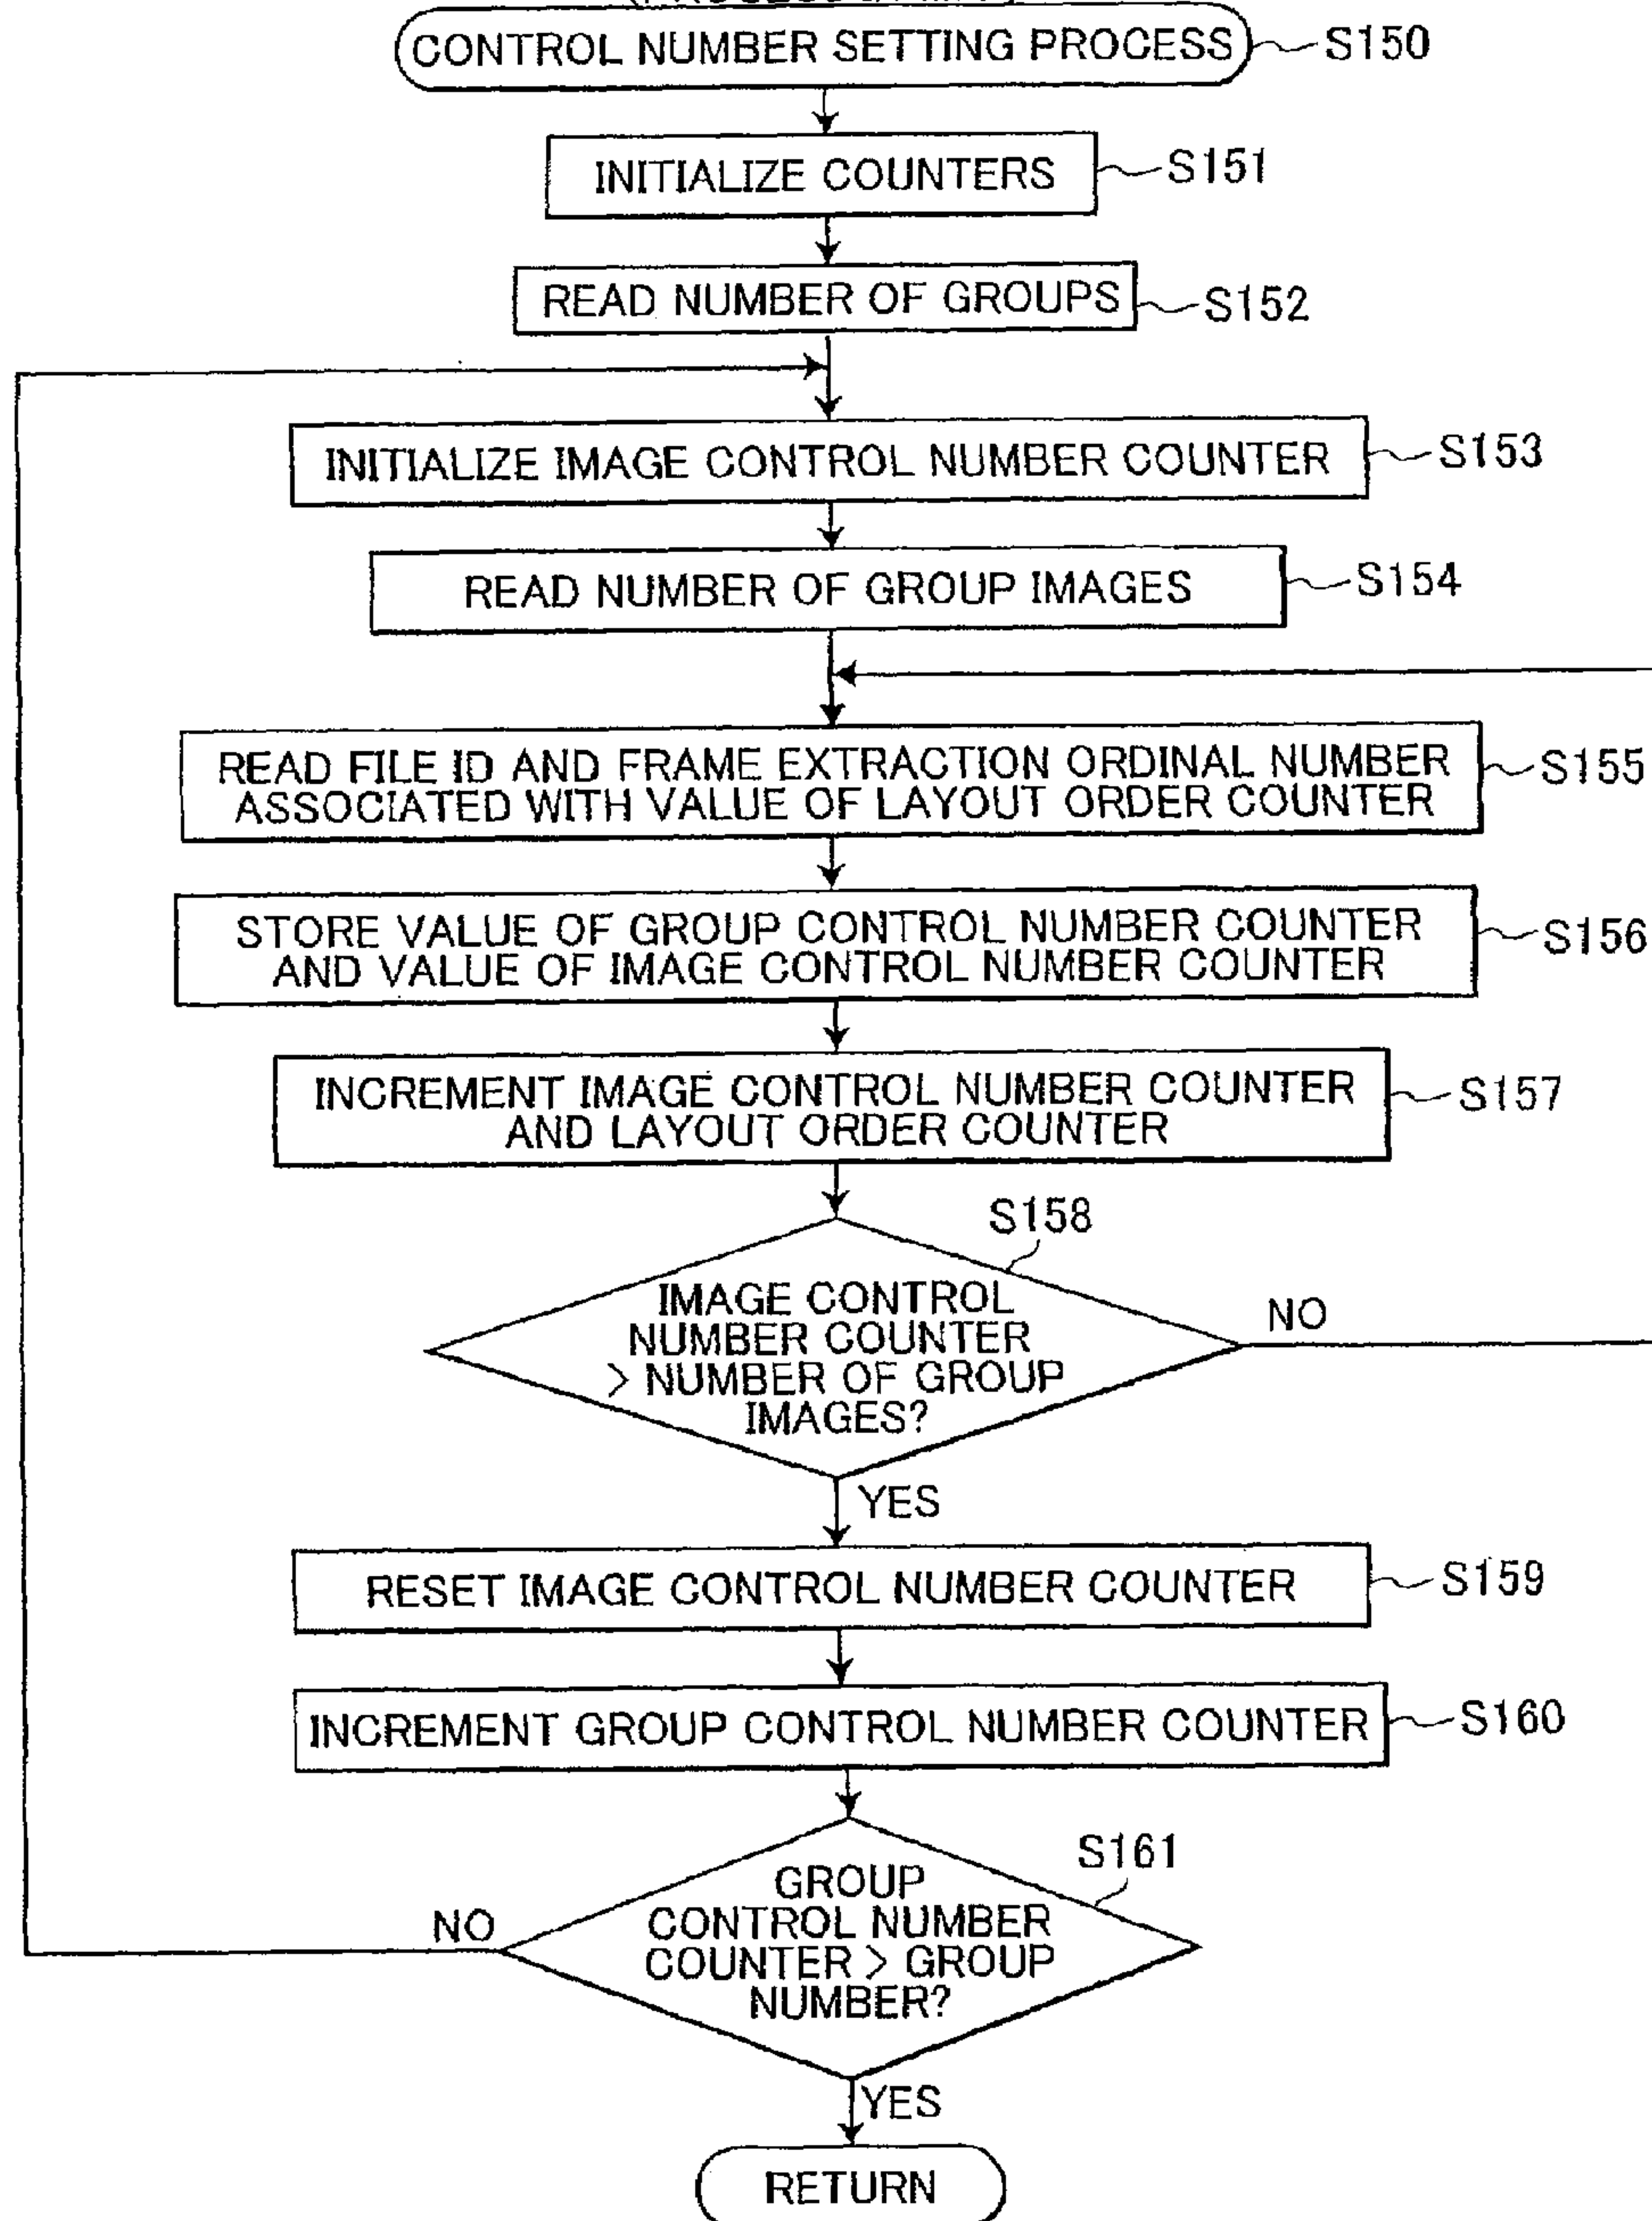 CONTROL NUMBER SETTING PROCESS S150
INITIALIZE COUNTERS S151
READ NUMBER OF GROUPS S152
INITIALIZE IMAGE CONTROL NUMBER COUNTER S153
READ NUMBER OF GROUP IMAGES S154
READ FILE ID AND FRAME EXTRACTION ORDINAL NUMBER
ASSOCIATED WITH VALUE OF LAYOUT ORDER COUNTER
S155
STORE VALUE OF GROUP CONTROL NUMBER COUNTER
AND VALUE OF IMAGE CONTROL NUMBER COUNTER
S156
INCREMENT IMAGE CONTROL NUMBER COUNTER
AND LAYOUT ORDER COUNTER
S157
S158
IMAGE CONTROL
NUMBER COUNTER
> NUMBER OF GROUP
IMAGES?
NO
YES
RESET IMAGE CONTROL NUMBER COUNTER S159
INCREMENT GROUP CONTROL NUMBER COUNTER S160
S161
GROUP
CONTROL NUMBER
COUNTER > GROUP
NUMBER?
NO
YES
RETURN